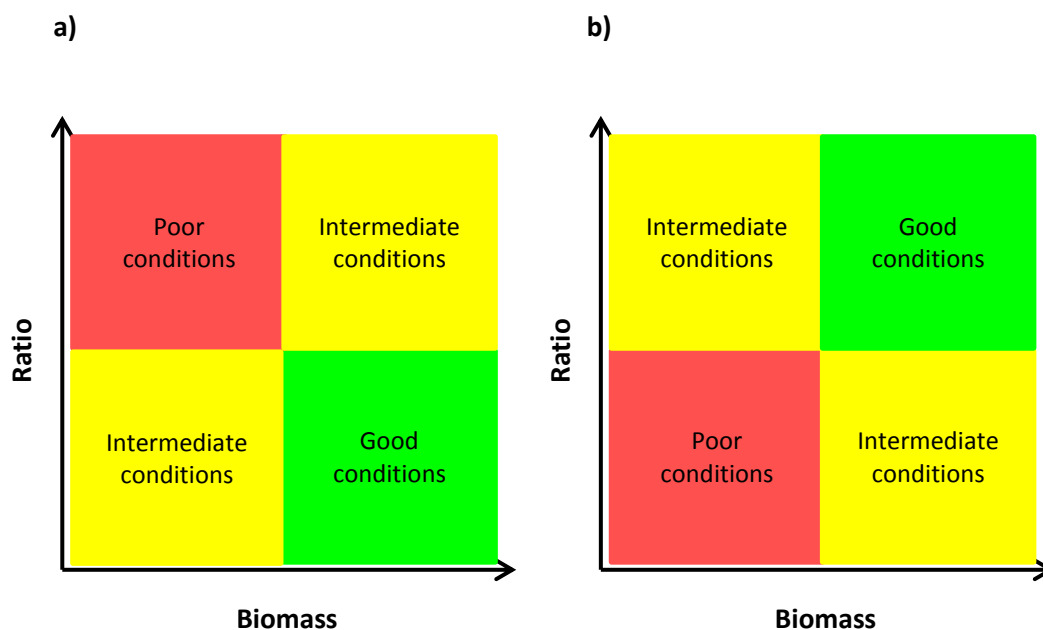 a)
Ratio
Poor
conditions
Intermediate
conditions
Intermediate
conditions
Good
conditions
Biomass
b)
Ratio
Intermediate
conditions
Good
conditions
Poor
conditions
Intermediate
conditions
Biomass